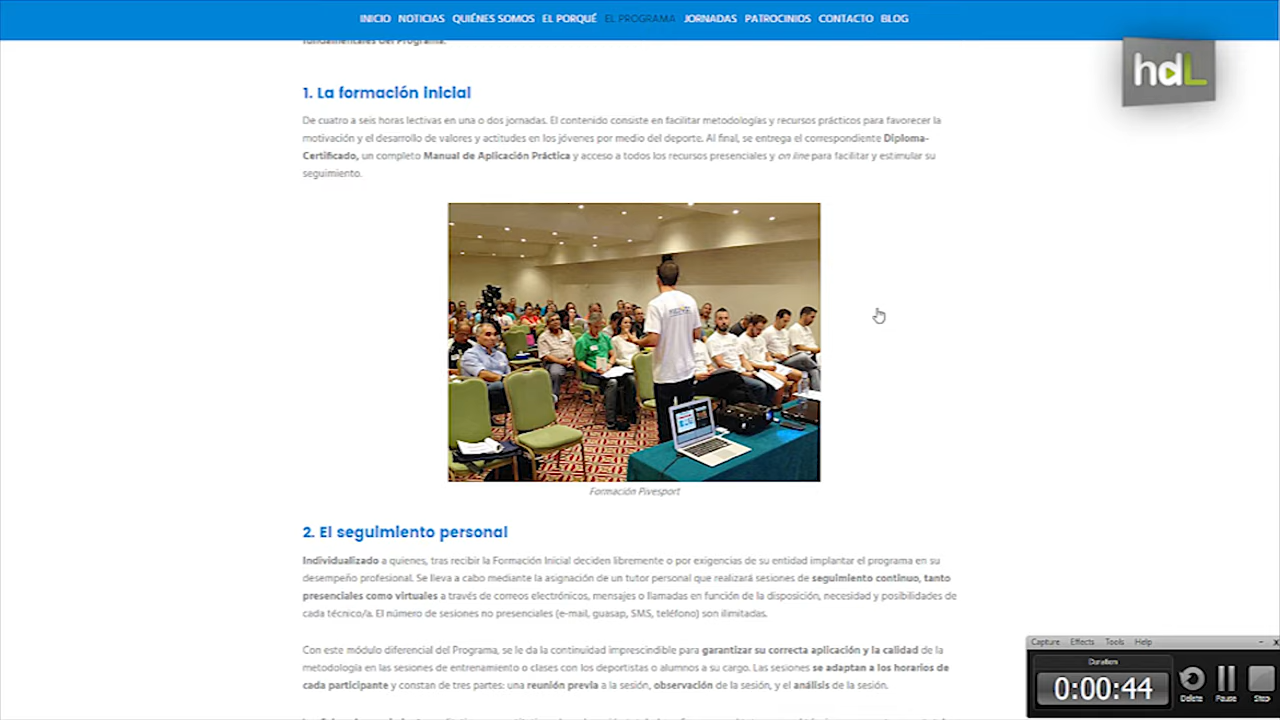 INICIO NOTICIAS QUIÉNES SOMOS EL PORQUÉ EL PROGRAMA JORNADAS PATROCINIOS CONTACTO BLOG
fundamentales del Programa.
hdL
1. La formación inicial
De cuatro a seis horas lectivas en una o dos jornadas. El contenido consiste en facilitar metodologías y recursos prácticos para favorecer la
motivación y el desarrollo de valores y actitudes en los jóvenes por medio del deporte. Al final, se entrega el correspondiente Diploma-
Certificado, un completo Manual de Aplicación Práctica y acceso a todos los recursos presenciales y on line para facilitar y estimular su
seguimiento.
Formación Pivesport
2. El seguimiento personal
Individualizado a quienes, tras recibir la Formación Inicial deciden libremente o por exigencias de su entidad implantar el programa en su
desempeño profesional. Se lleva a cabo mediante la asignación de un tutor personal que realizará sesiones de seguimiento continuo, tanto
presenciales como virtuales a través de correos electrónicos, mensajes o llamadas en función de la disposición, necesidad y posibilidades de
cada técnico/a. El número de sesiones no presenciales (e-mail, guasap, SMS, teléfono) son ilimitadas.
Con este módulo diferencial del Programa, se le da la continuidad imprescindible para garantizar su correcta aplicación y la calidad de la
metodología en las sesiones de entrenamiento o clases con los deportistas o alumnos a su cargo. Las sesiones se adaptan a los horarios de
cada participante y constan de tres partes: una reunión previa a la sesión, observación de la sesión, y el análisis de la sesión.
Capture Effects Tools Help
Duration
0:00:44
Delete Pause Stop